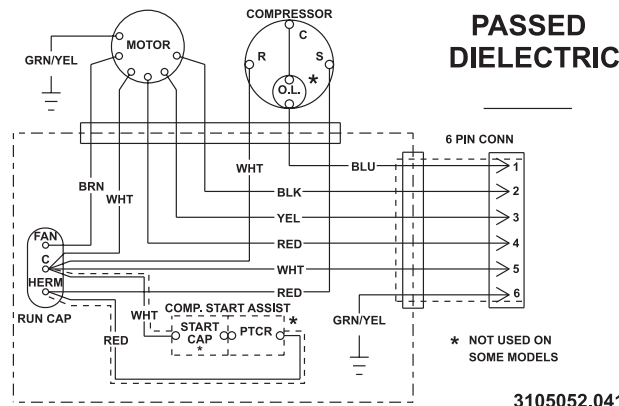 COMPRESSOR
PASSED
DIELECTRIC
C
MOTOR
R
S
GRN/YEL
O.L.
*
6 PIN CONN
WHT
BLU
1
BRN
WHT
BLK
2
YEL
3
FAN
RED
4
C
WHT
5
HERM
RED
6
COMP. START ASSIST
RUN CAP
WHT
START
CAP
*
PTCR
*
GRN/YEL
RED
* NOT USED ON
SOME MODELS
3105052.041